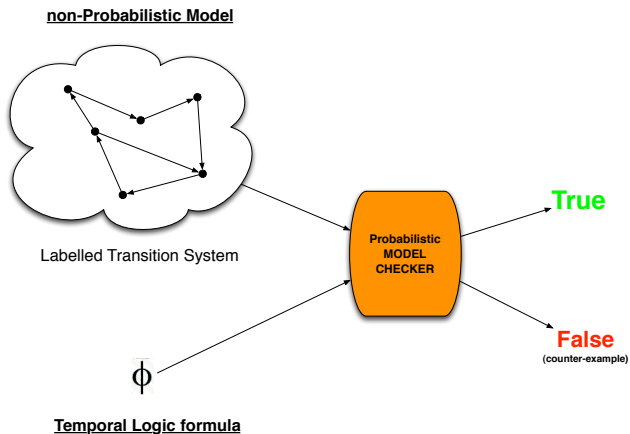 non-Probabilistic Model
Labelled Transition System
Probabilistic
MODEL
CHECKER
True
False
(counter-example)
ϕ
Temporal Logic formula